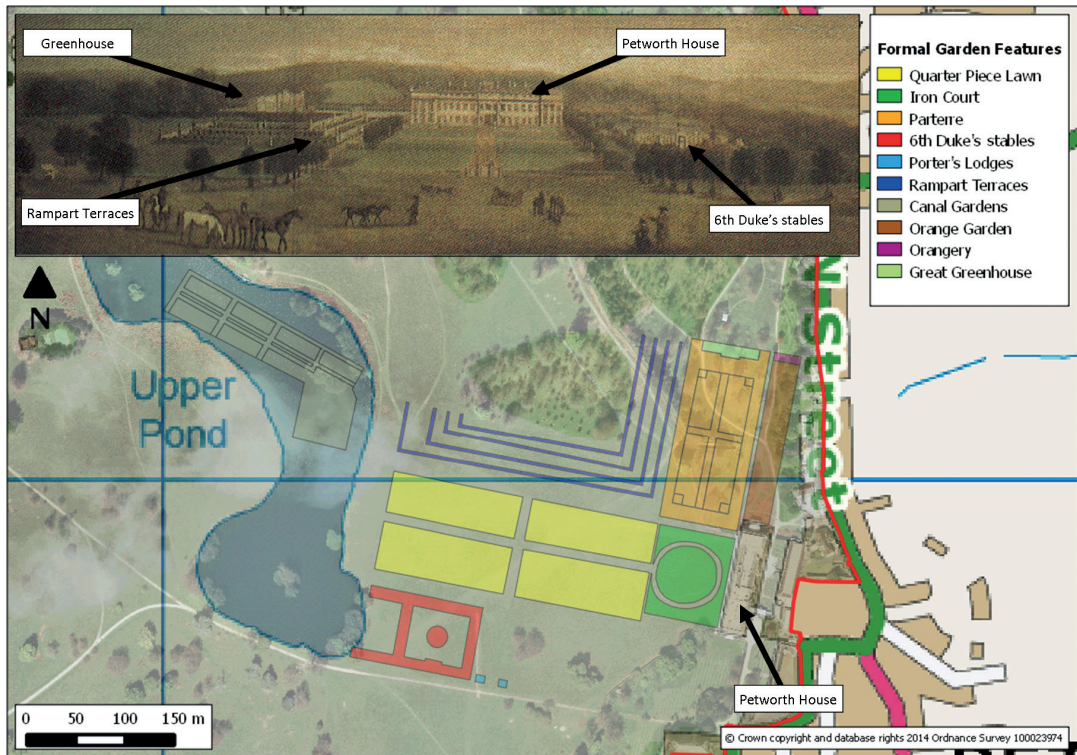 Greenhouse
Petworth House
Rampart Terraces
6th Duke's stables
Formal Garden Features
Quarter Piece Lawn
Iron Court
Parterre
6th Duke's stables
Porter's Lodges
Rampart Terraces
Canal Gardens
Orange Garden
Orangery
Great Greenhouse
N
N Street
Upper
Pond
Petworth House
0 50 100 150 m
© Crown copyright and database rights 2014 Ordnance Survey 100023974